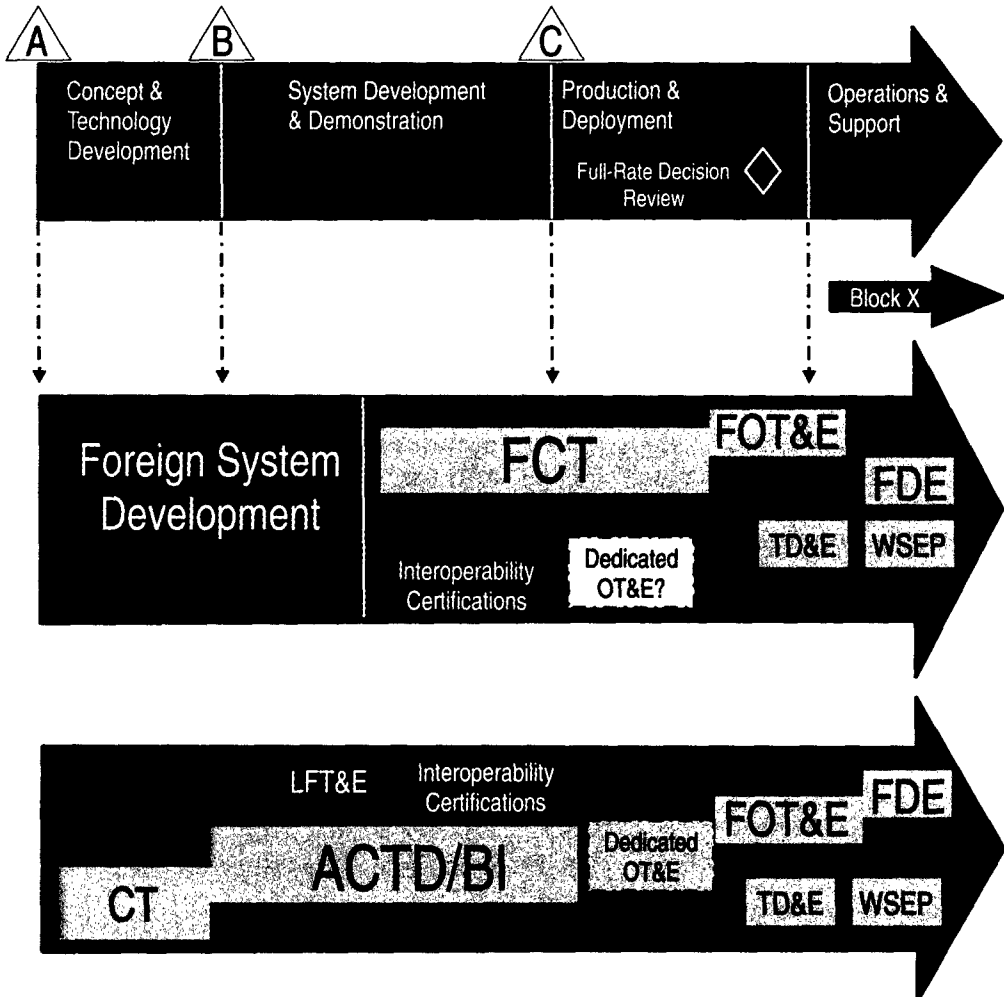 A
B
C
Concept &
Technology
Development
System Development
& Demonstration
Production &
Deployment
Full-Rate Decision
Review
Operations &
Support
Block X
Foreign System
Development
FCT
FOT&E
FDE
TD&E
WSEP
Interoperability
Certifications
Dedicated
OT&E?
LFT&E
Interoperability
Certifications
FDE
FOT&E
Dedicated
OT&E
ACTD/BI
CT
TD&E
WSEP